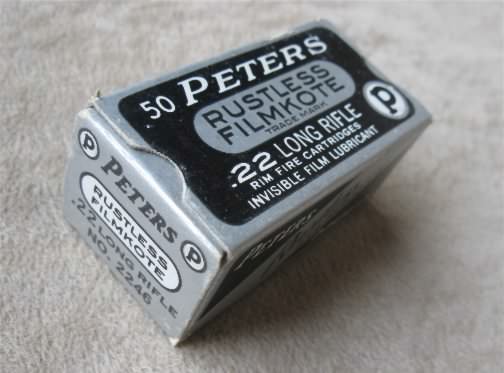 50 PETERS
RUSTLESS
FILMKOTE
TRADE MARK
.22 LONG RIFLE
RIM FIRE CARTRIDGES
INVISIBLE FILM LUBRICANT
P
P
PETERS
P
RUSTLESS
FILMKOTE
.22 LONG RIFLE
NO. 2246
PETERS